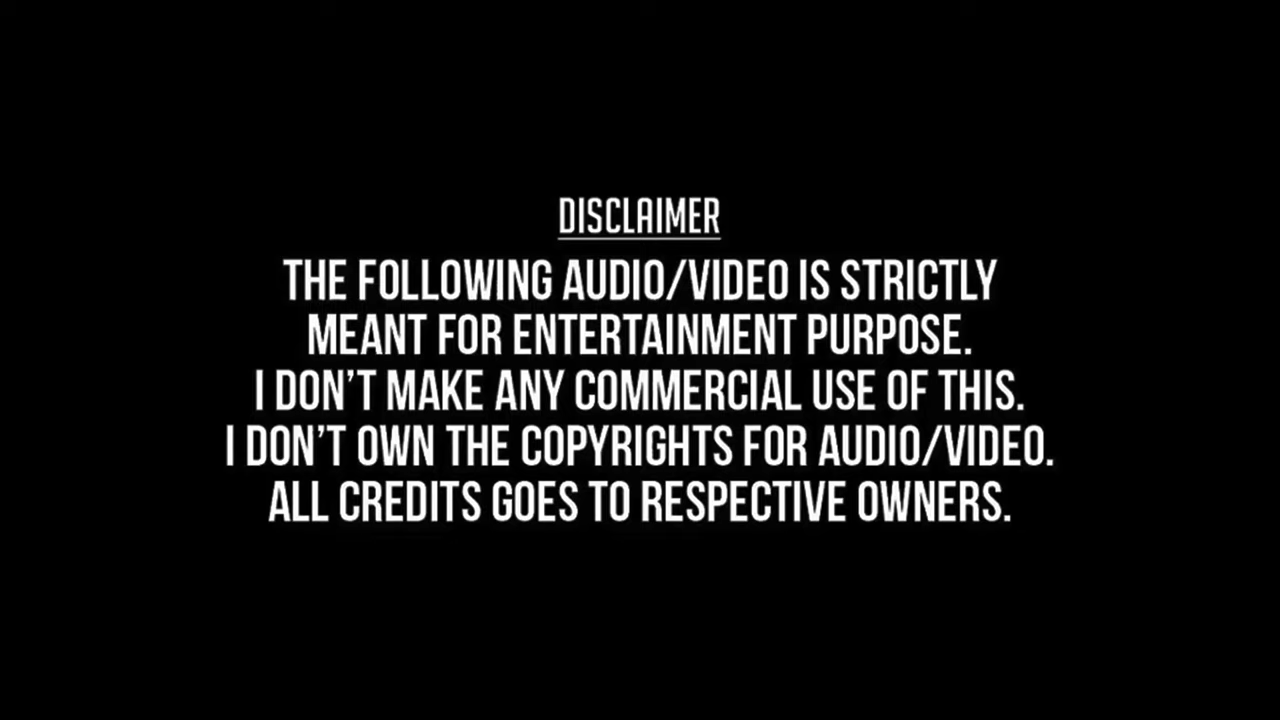 DISCLAIMER
THE FOLLOWING AUDIO/VIDEO IS STRICTLY
MEANT FOR ENTERTAINMENT PURPOSE.
I DON'T MAKE ANY COMMERCIAL USE OF THIS.
I DON'T OWN THE COPYRIGHTS FOR AUDIO/VIDEO.
ALL CREDITS GOES TO RESPECTIVE OWNERS.